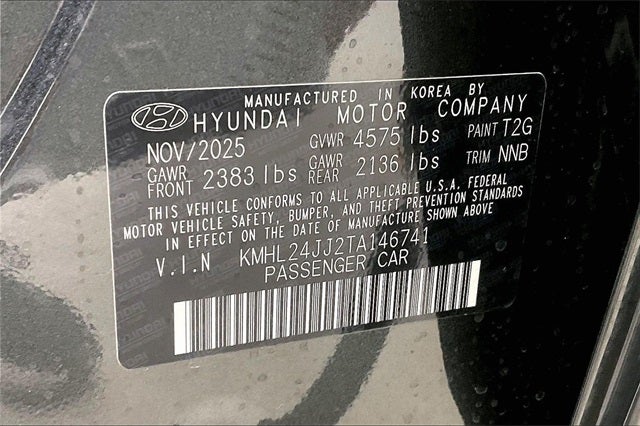 MANUFACTURED IN KOREA BY
HYUNDAI MOTOR COMPANY
NOV/2025 GVWR 4575 lbs PAINT T2G
GAWR FRONT 2383 lbs GAWR REAR 2136 lbs TRIM NNB
THIS VEHICLE CONFORMS TO ALL APPLICABLE U.S.A. FEDERAL
MOTOR VEHICLE SAFETY, BUMPER, AND THEFT PREVENTION STANDARDS
IN EFFECT ON THE DATE OF MANUFACTURE SHOWN ABOVE
V.I.N KMHL24JJ2TA146741
PASSENGER CAR